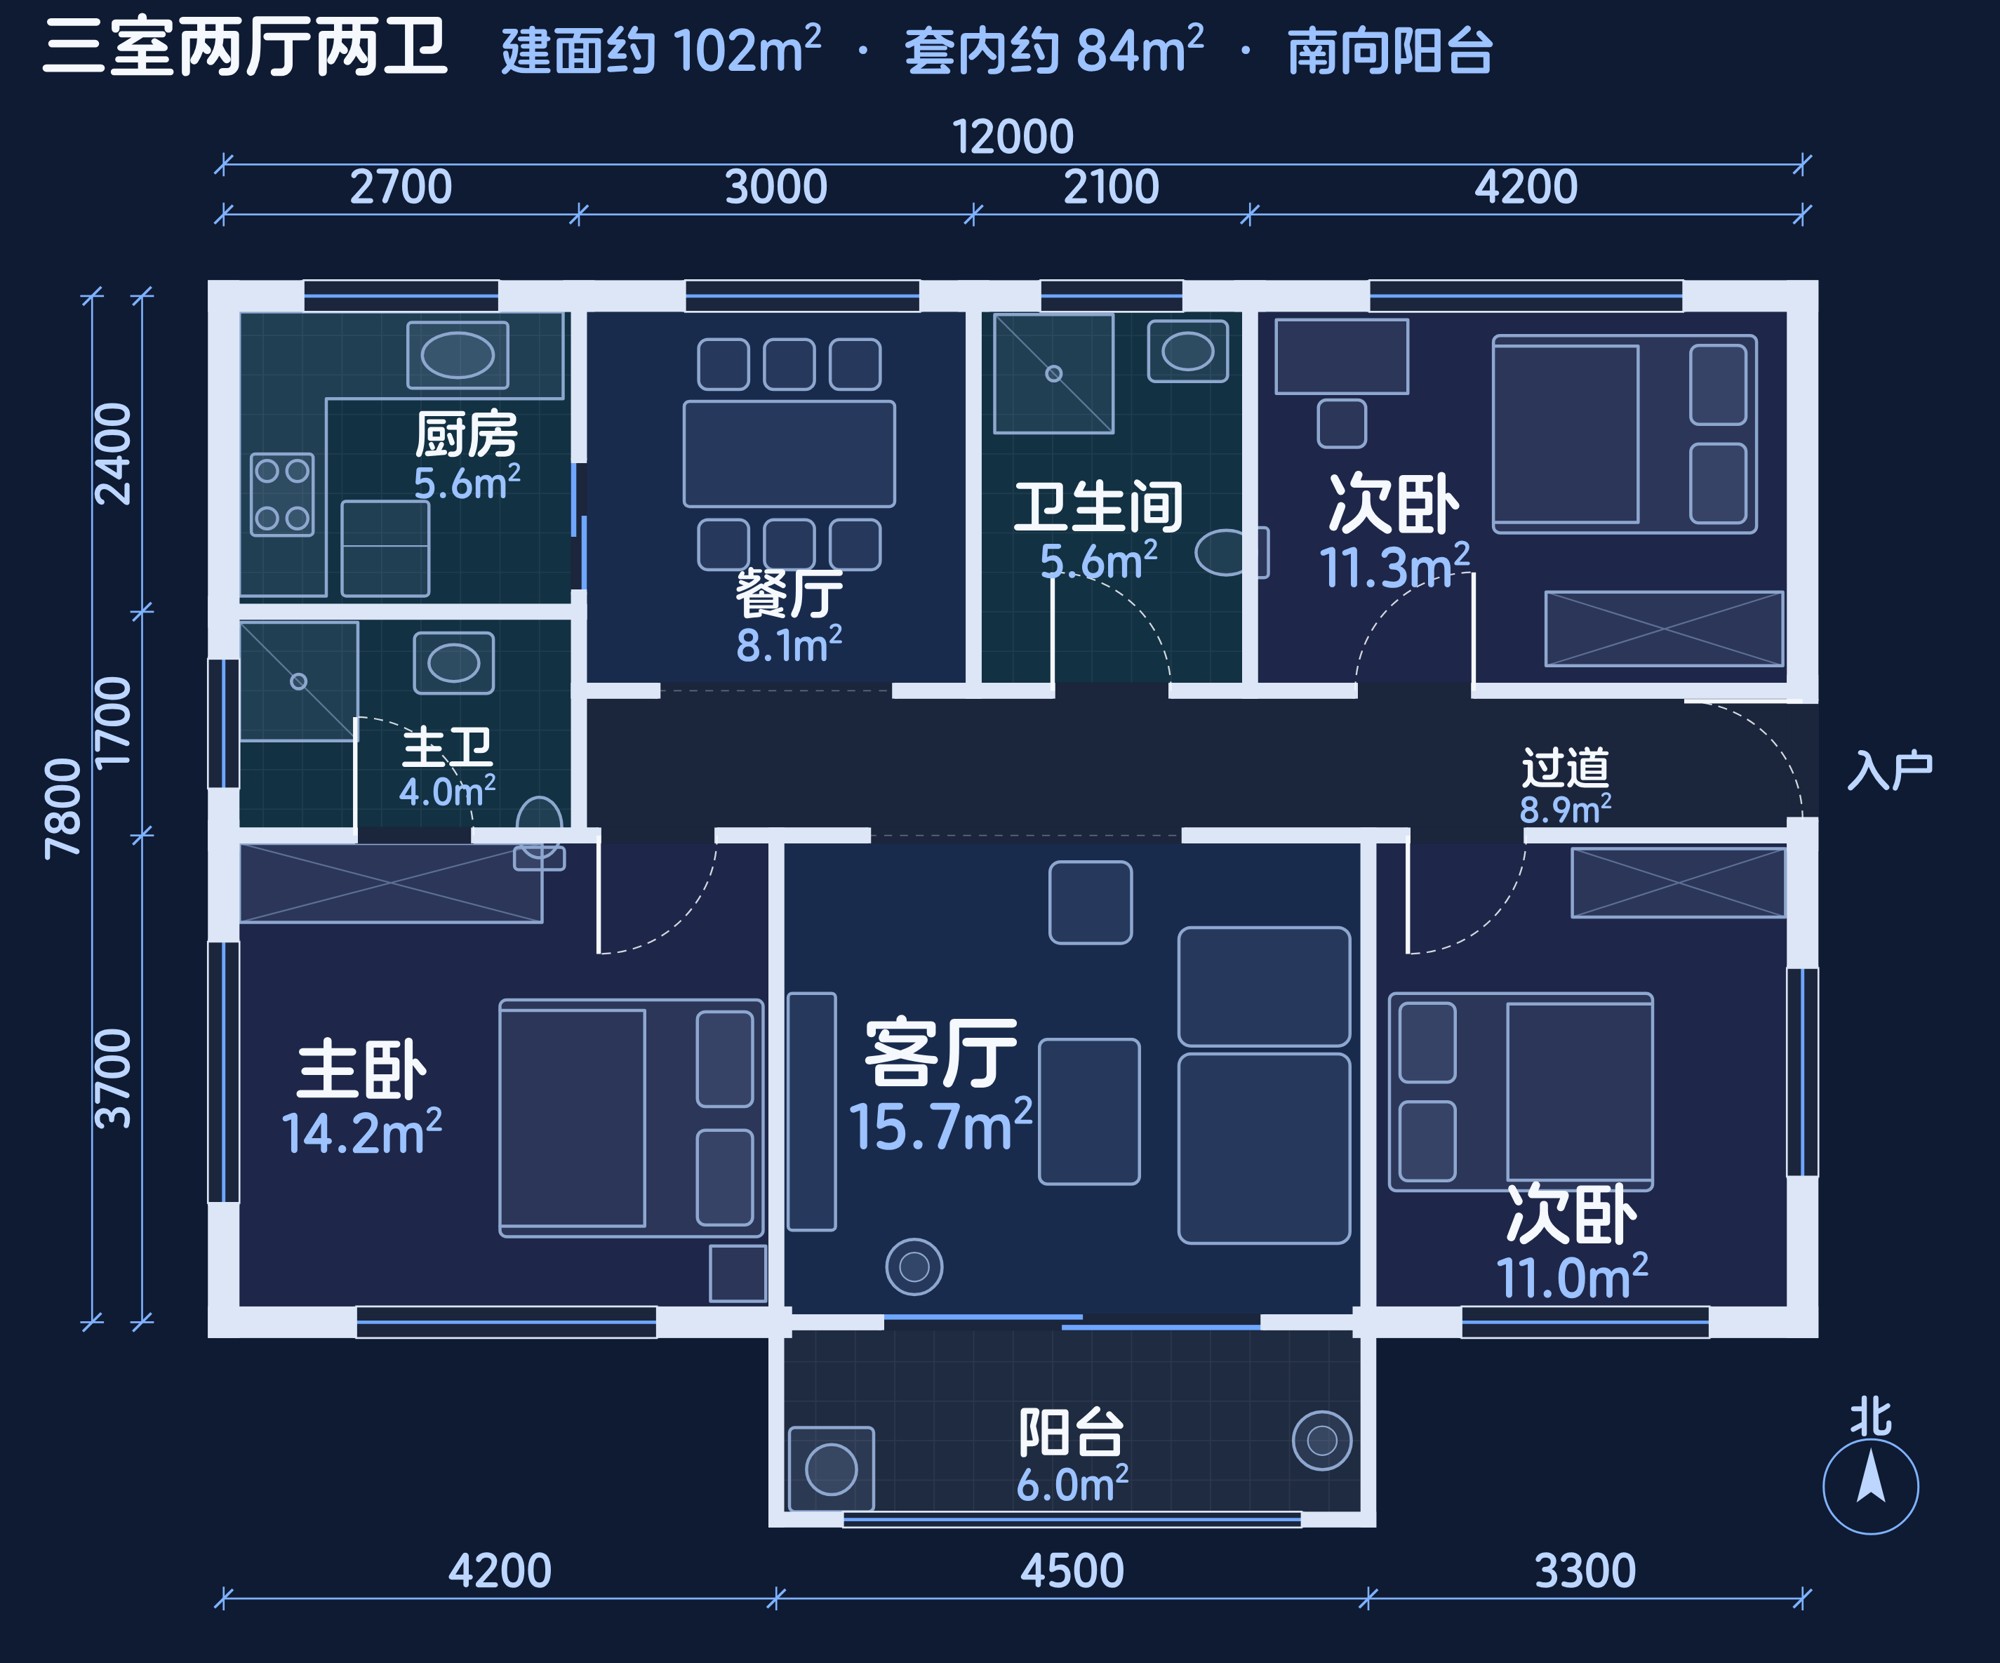 三室两厅两卫
建面约 102m² · 套内约 84m² · 南向阳台
12000
2700
3000
2100
4200
2400
1700
7800
3700
厨房
5.6m²
餐厅
8.1m²
卫生间
5.6m²
次卧
11.3m²
主卫
4.0m²
过道
8.9m²
入户
主卧
14.2m²
客厅
15.7m²
次卧
11.0m²
阳台
6.0m²
北
4200
4500
3300